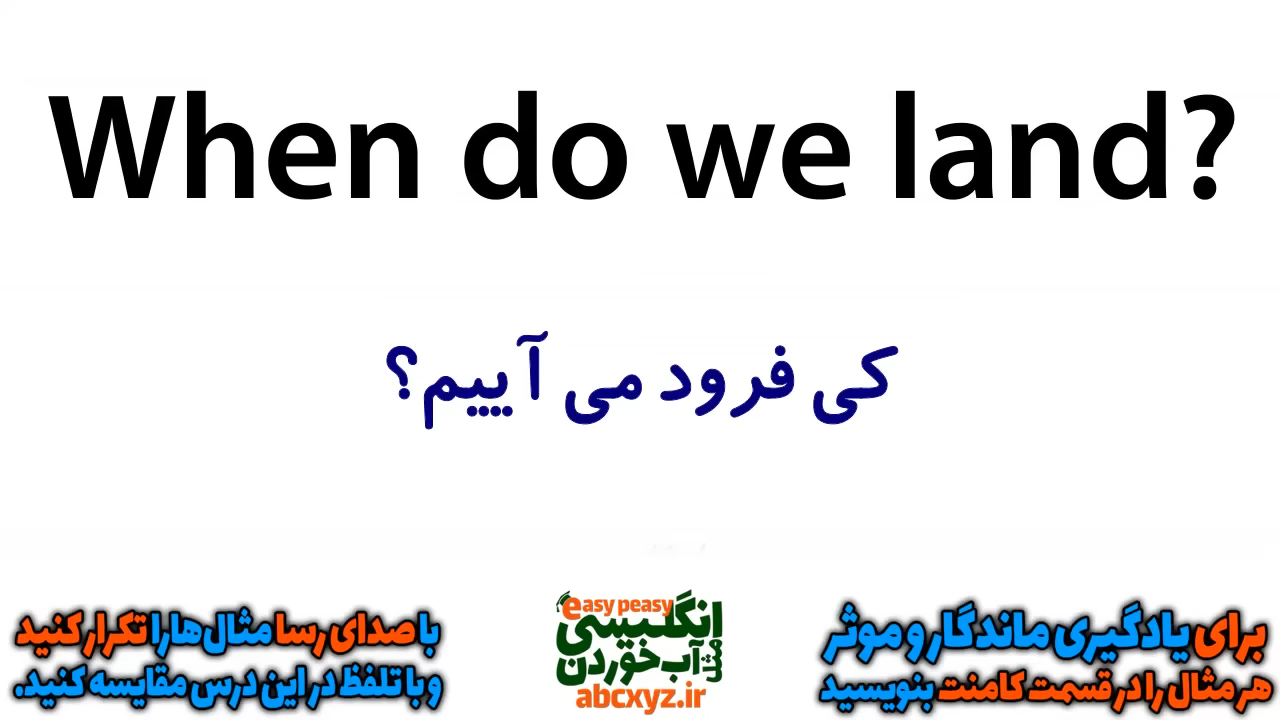 When do we land?
کی فرود می آییم؟
برای یادگیری ماندگار و موثر
هر مثال را در قسمت کامنت بنویسید
easy peasy
انگلیسی
مثل
آب خوردن
abcxyz.ir
با صدای رسا مثال‌ها را تکرار کنید
و با تلفظ در این درس مقایسه کنید.